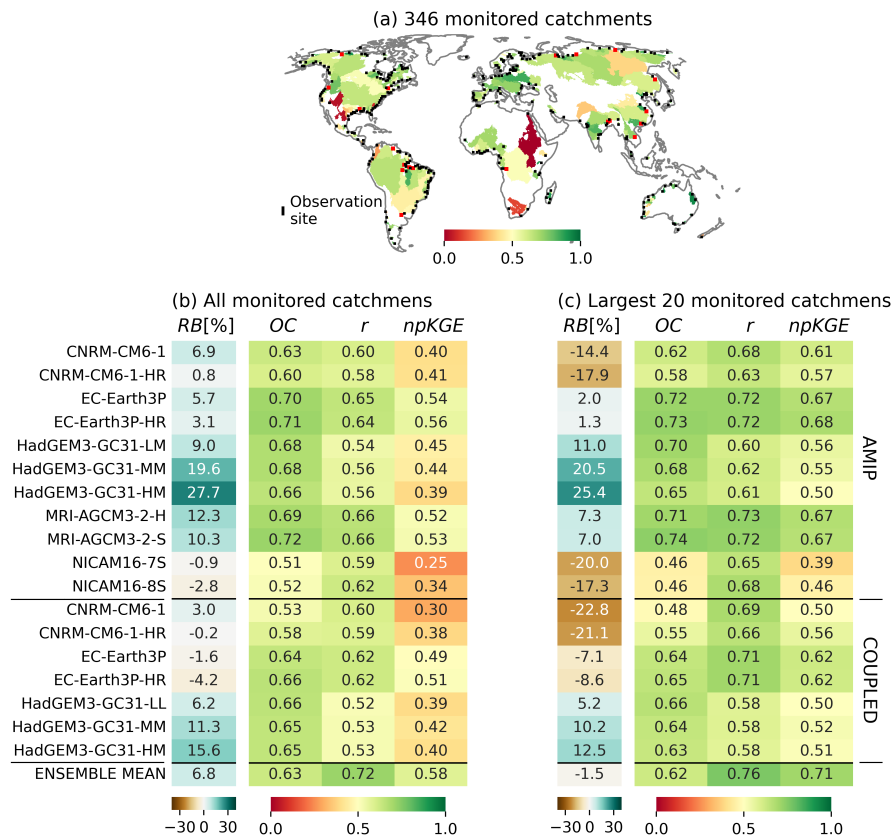 (a) 346 monitored catchments
Observation
site
0.0 0.5 1.0
(b) All monitored catchmens
RB[%] OC r npKGE
CNRM-CM6-1 6.9 0.63 0.60 0.40
CNRM-CM6-1-HR 0.8 0.60 0.58 0.41
EC-Earth3P 5.7 0.70 0.65 0.54
EC-Earth3P-HR 3.1 0.71 0.64 0.56
HadGEM3-GC31-LM 9.0 0.68 0.54 0.45
HadGEM3-GC31-MM 19.6 0.68 0.56 0.44
HadGEM3-GC31-HM 27.7 0.66 0.56 0.39
MRI-AGCM3-2-H 12.3 0.69 0.66 0.52
MRI-AGCM3-2-S 10.3 0.72 0.66 0.53
NICAM16-7S -0.9 0.51 0.59 0.25
NICAM16-8S -2.8 0.52 0.62 0.34
CNRM-CM6-1 3.0 0.53 0.60 0.30
CNRM-CM6-1-HR -0.2 0.58 0.59 0.38
EC-Earth3P -1.6 0.64 0.62 0.49
EC-Earth3P-HR -4.2 0.66 0.62 0.51
HadGEM3-GC31-LL 6.2 0.66 0.52 0.39
HadGEM3-GC31-MM 11.3 0.65 0.53 0.42
HadGEM3-GC31-HM 15.6 0.65 0.53 0.40
ENSEMBLE MEAN 6.8 0.63 0.72 0.58
−30 0 30 0.0 0.5 1.0
(c) Largest 20 monitored catchmens
RB[%] OC r npKGE
-14.4 0.62 0.68 0.61
-17.9 0.58 0.63 0.57
2.0 0.72 0.72 0.67
1.3 0.73 0.72 0.68
11.0 0.70 0.60 0.56
20.5 0.68 0.62 0.55
25.4 0.65 0.61 0.50
7.3 0.71 0.73 0.67
7.0 0.74 0.72 0.67
-20.0 0.46 0.65 0.39
-17.3 0.46 0.68 0.46
-22.8 0.48 0.69 0.50
-21.1 0.55 0.66 0.56
-7.1 0.64 0.71 0.62
-8.6 0.65 0.71 0.62
5.2 0.66 0.58 0.50
10.2 0.64 0.58 0.52
12.5 0.63 0.58 0.51
-1.5 0.62 0.76 0.71
−30 0 30 0.0 0.5 1.0
AMIP
COUPLED